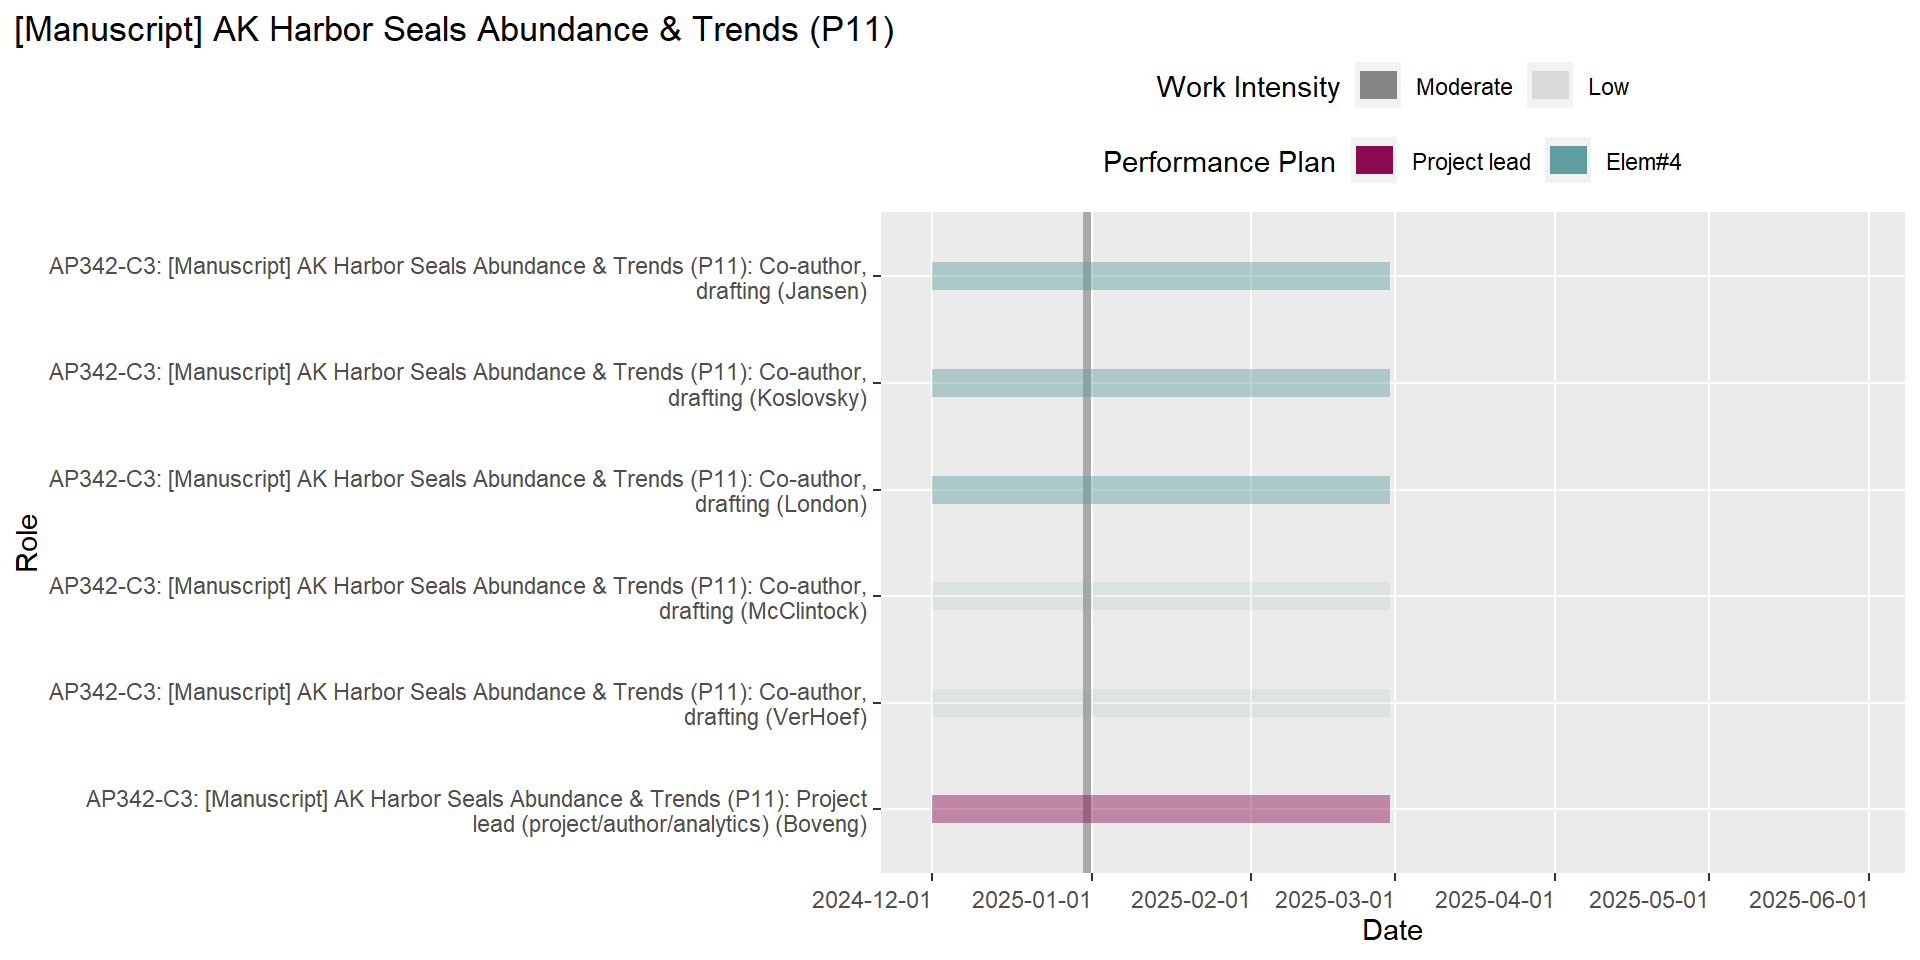 [Manuscript] AK Harbor Seals Abundance & Trends (P11)
Work Intensity Moderate Low
Performance Plan Project lead Elem#4
AP342-C3: [Manuscript] AK Harbor Seals Abundance & Trends (P11): Co-author,
drafting (Jansen)
AP342-C3: [Manuscript] AK Harbor Seals Abundance & Trends (P11): Co-author,
drafting (Koslovsky)
AP342-C3: [Manuscript] AK Harbor Seals Abundance & Trends (P11): Co-author,
drafting (London)
Role
AP342-C3: [Manuscript] AK Harbor Seals Abundance & Trends (P11): Co-author,
drafting (McClintock)
AP342-C3: [Manuscript] AK Harbor Seals Abundance & Trends (P11): Co-author,
drafting (VerHoef)
AP342-C3: [Manuscript] AK Harbor Seals Abundance & Trends (P11): Project
lead (project/author/analytics) (Boveng)
2024-12-01 2025-01-01 2025-02-01 2025-03-01 2025-04-01 2025-05-01 2025-06-01
Date